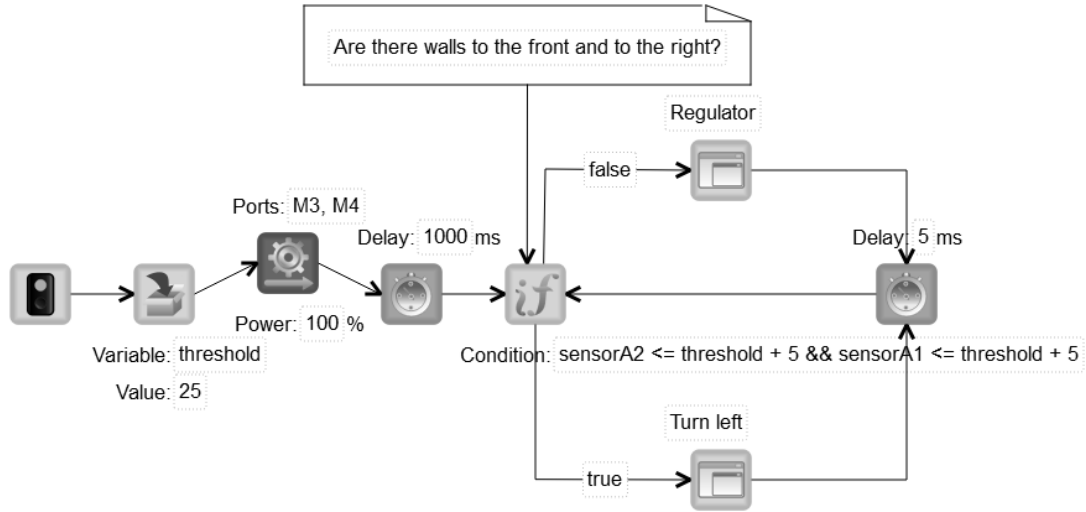 Are there walls to the front and to the right?
Regulator
false
Ports: M3, M4
Delay: 1000 ms
Delay: 5 ms
if
Power: 100 %
Variable: threshold
Value: 25
Condition: sensorA2 <= threshold + 5 && sensorA1 <= threshold + 5
Turn left
true